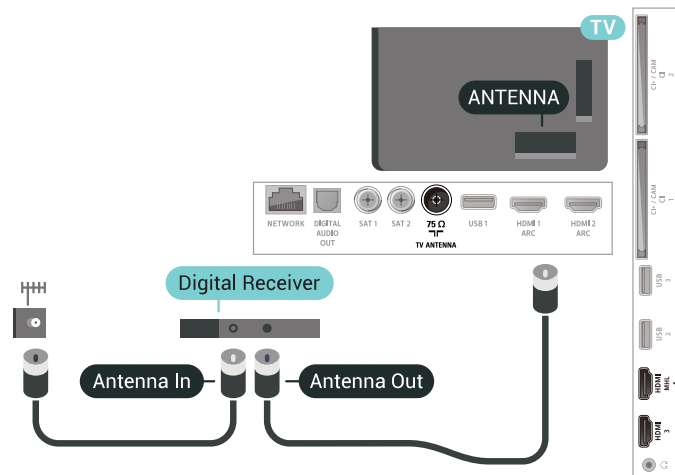 TV
ANTENNA
NETWORK
DIGITAL
AUDIO
OUT
SAT 1
SAT 2
75 Ω
TV ANTENNA
USB 1
HDMI 1
ARC
HDMI 2
ARC
Digital Receiver
Antenna In
Antenna Out
CI+ / CAM
CI
2
CI+ / CAM
CI
1
USB
3
USB
2
HDMI
MHL
HDMI
3